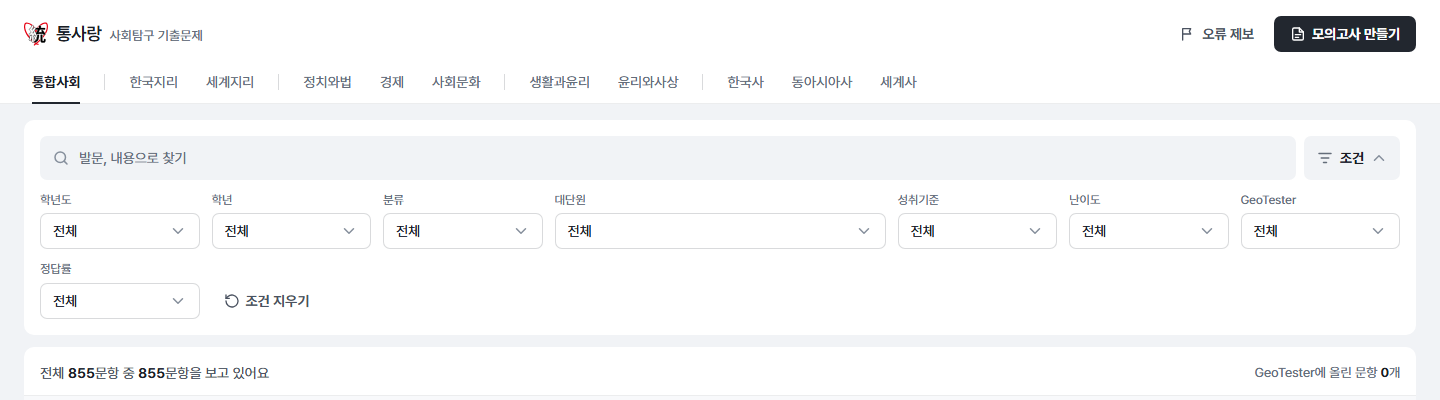 統 통사랑 사회탐구 기출문제
오류 제보
모의고사 만들기
통합사회 한국지리 세계지리 정치와법 경제 사회문화 생활과윤리 윤리와사상 한국사 동아시아사 세계사
발문, 내용으로 찾기
조건
학년도 학년 분류 대단원 성취기준 난이도 GeoTester
전체 전체 전체 전체 전체 전체 전체
정답률
전체 조건 지우기
전체 855문항 중 855문항을 보고 있어요
GeoTester에 올린 문항 0개